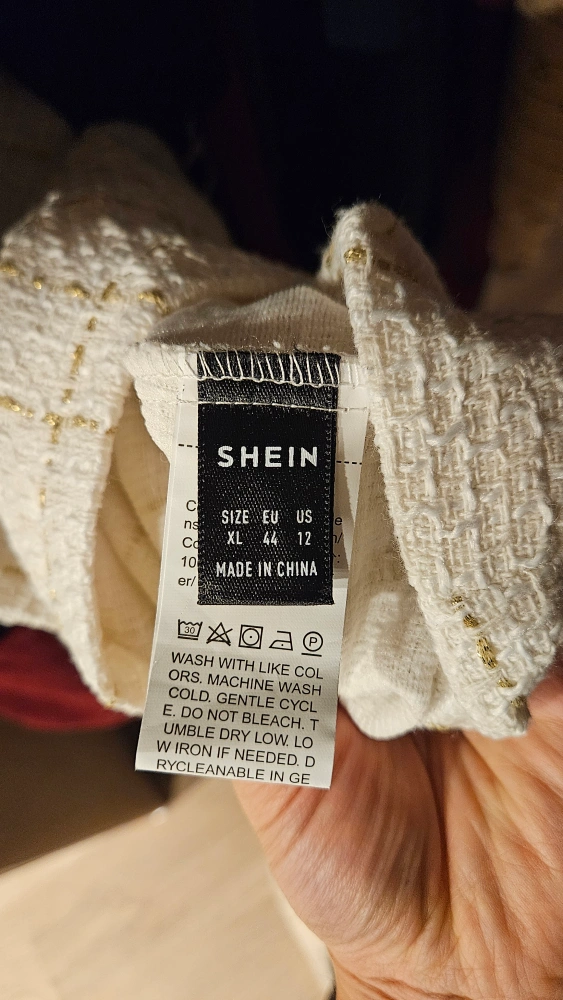 SHEIN
SIZE EU US
XL 44 12
MADE IN CHINA
30
P
WASH WITH LIKE COL
ORS. MACHINE WASH
COLD. GENTLE CYCL
E. DO NOT BLEACH. T
UMBLE DRY LOW. LO
W IRON IF NEEDED. D
RYCLEANABLE IN GE